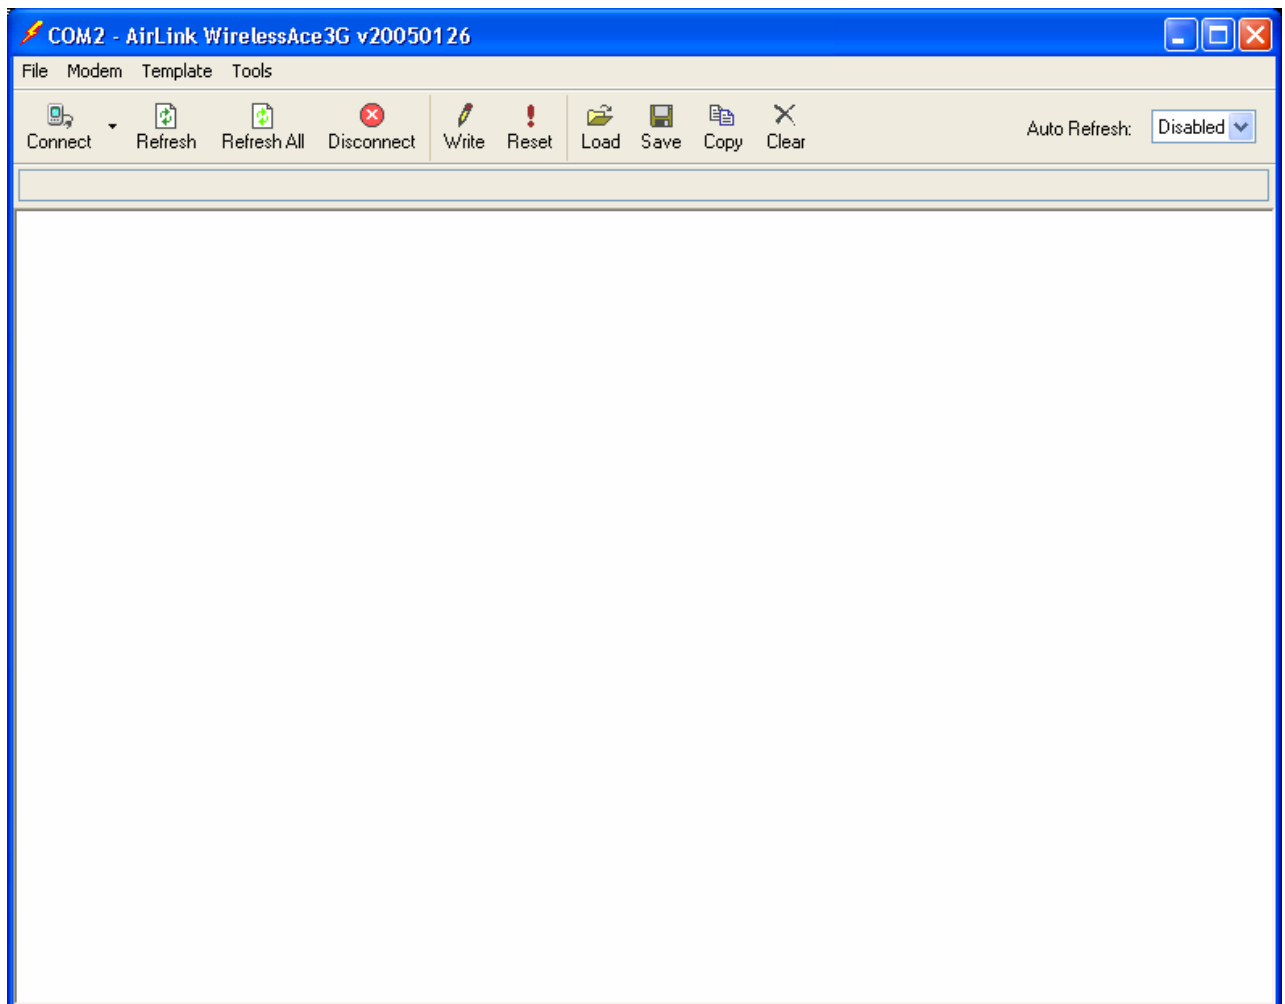 COM2 - AirLink WirelessAce3G v20050126
File Modem Template Tools
Connect Refresh Refresh All Disconnect Write Reset Load Save Copy Clear Auto Refresh: Disabled